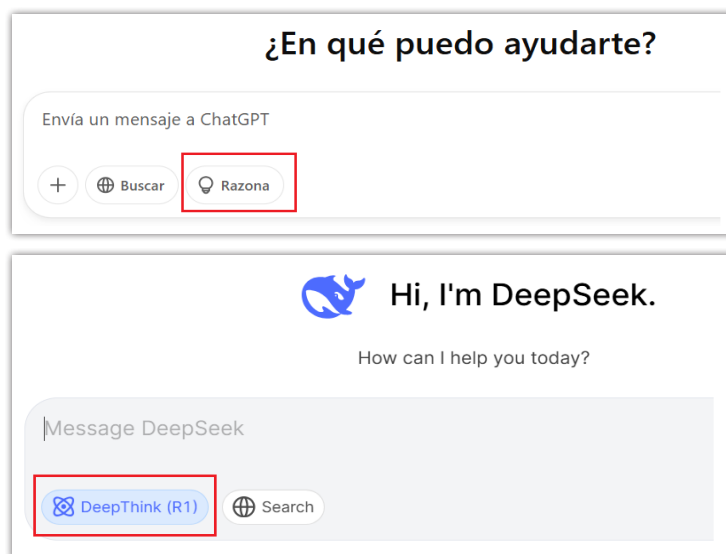 ¿En qué puedo ayudarte?
Envía un mensaje a ChatGPT
Buscar Razona
Hi, I'm DeepSeek.
How can I help you today?
Message DeepSeek
DeepThink (R1) Search